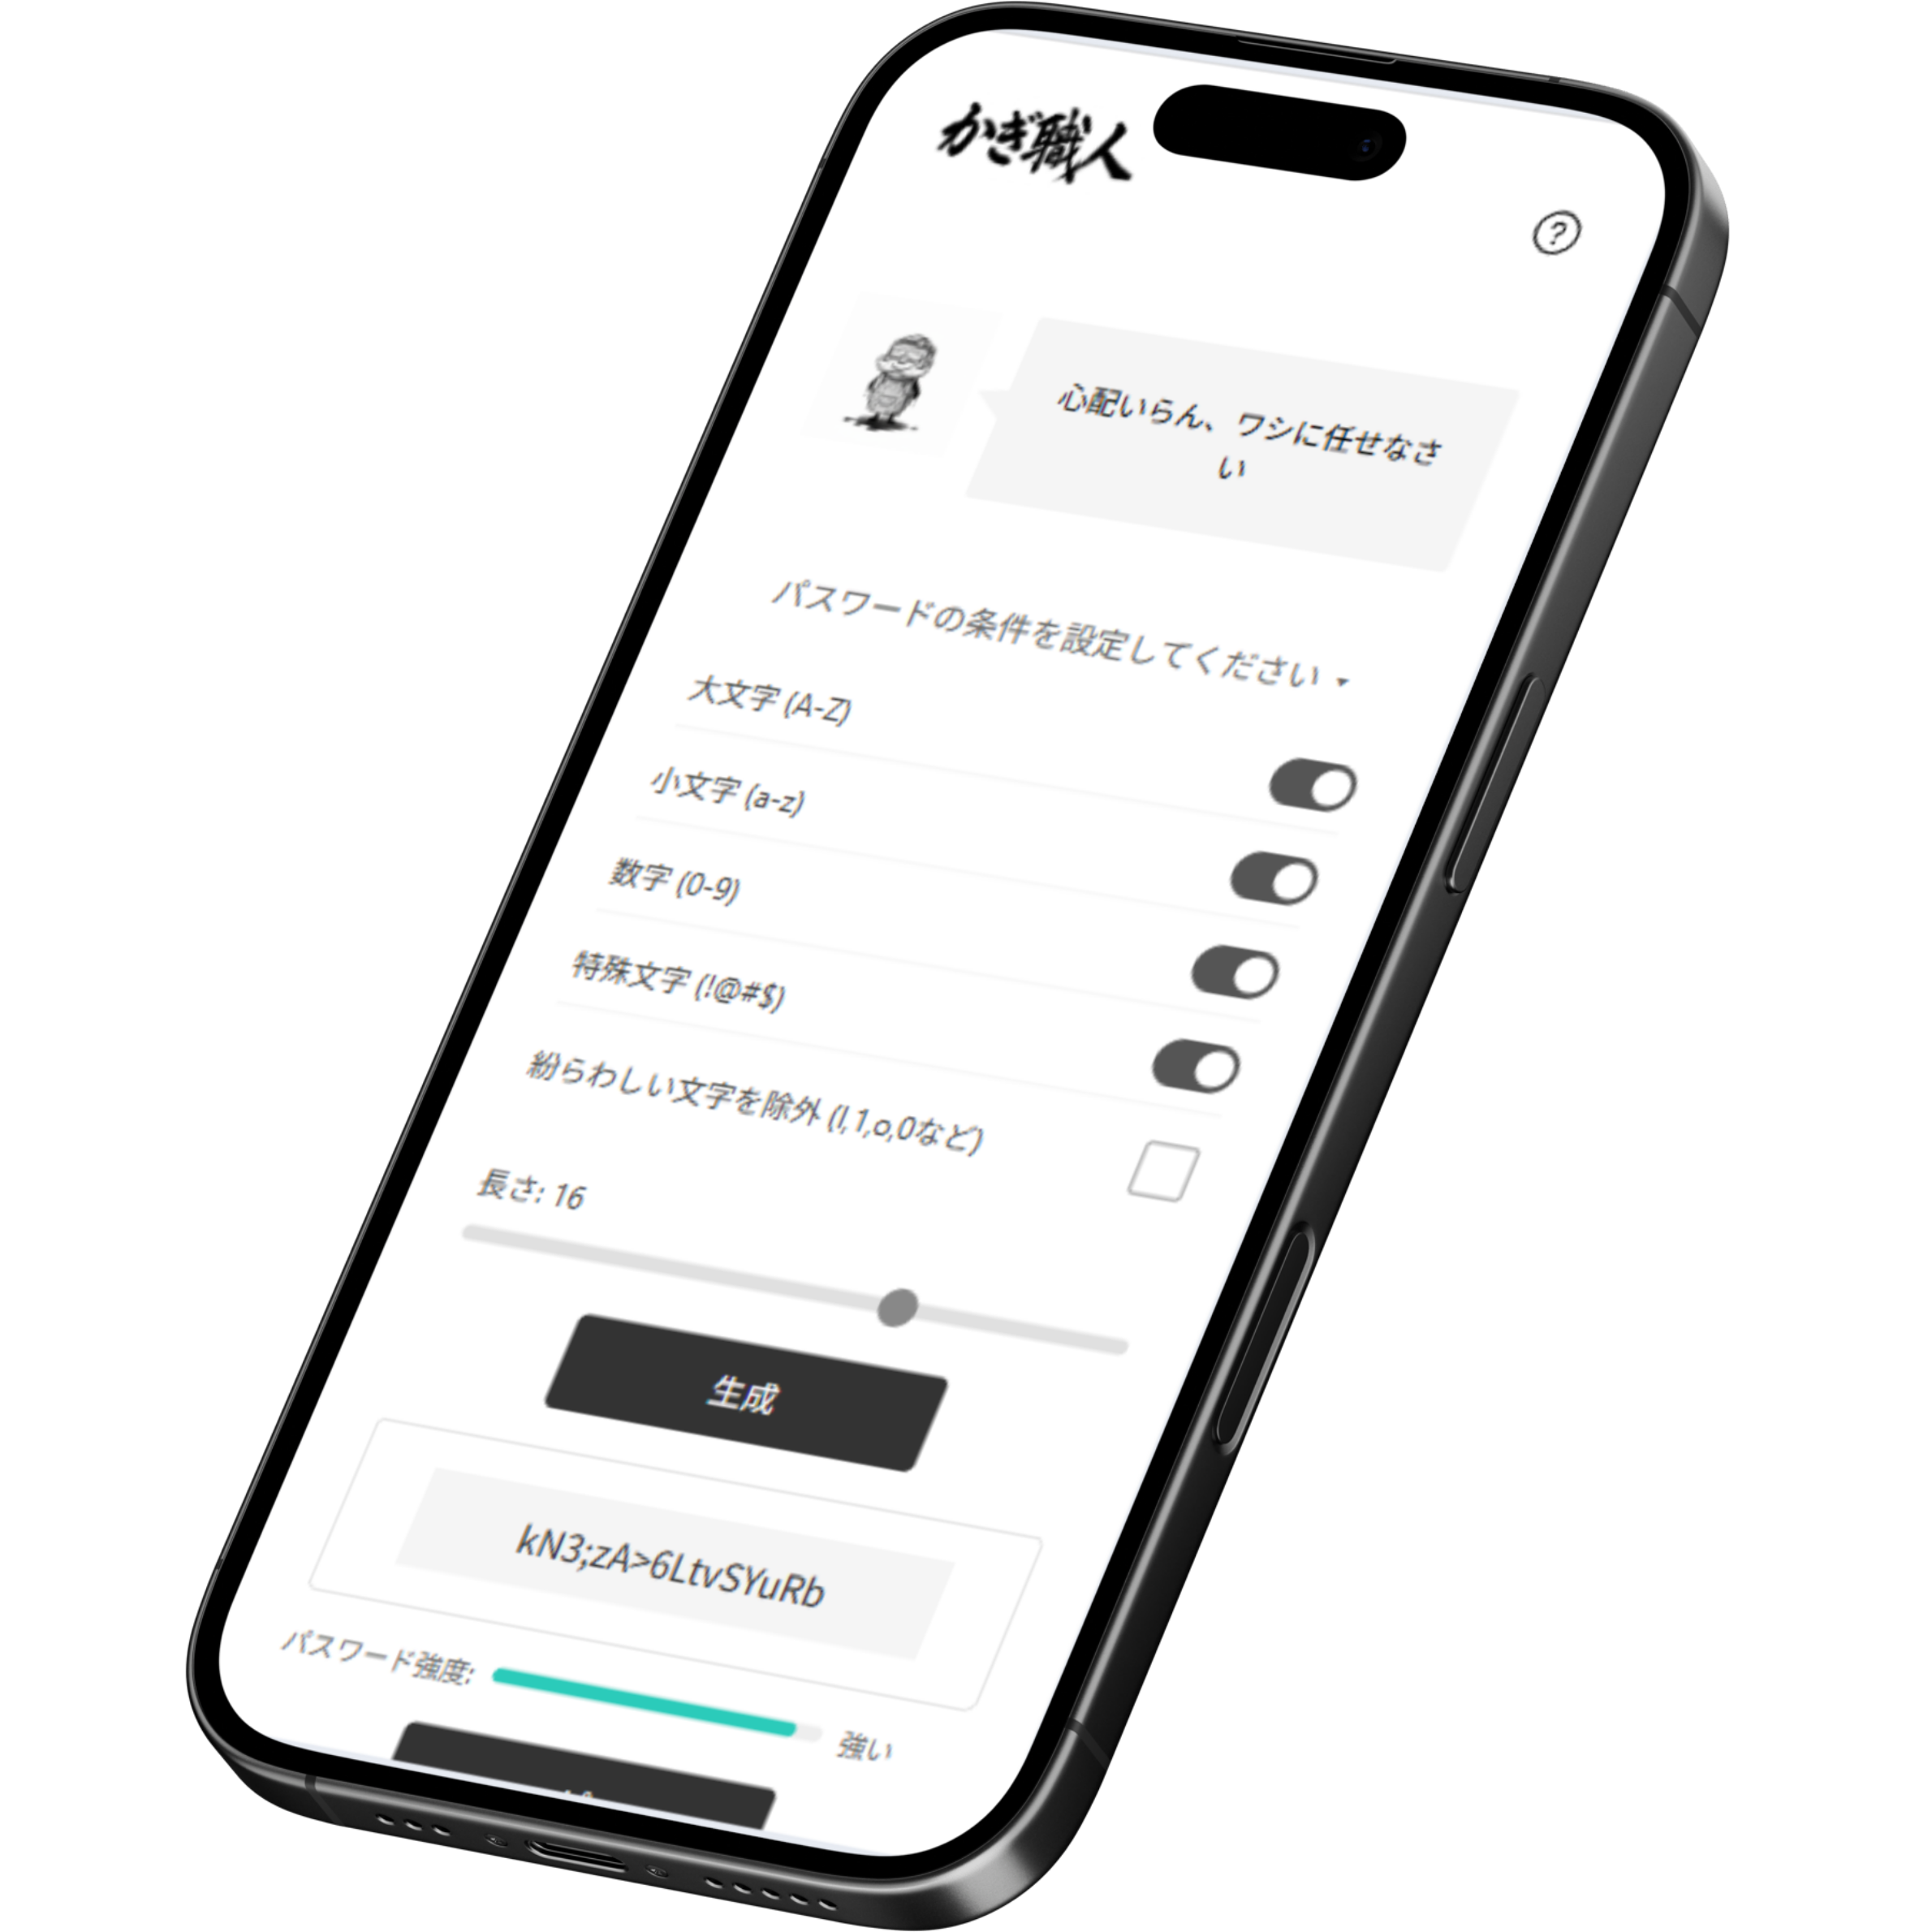 かぎ職人
?
心配いらん、ワシに任せなさ
い
パスワードの条件を設定してください ▼
大文字 (A-Z)
小文字 (a-z)
数字 (0-9)
特殊文字 (!@#$)
紛らわしい文字を除外 (l,1,o,0など)
長さ: 16
生成
kN3;zA>6LtvSYuRb
パスワード強度:
強い